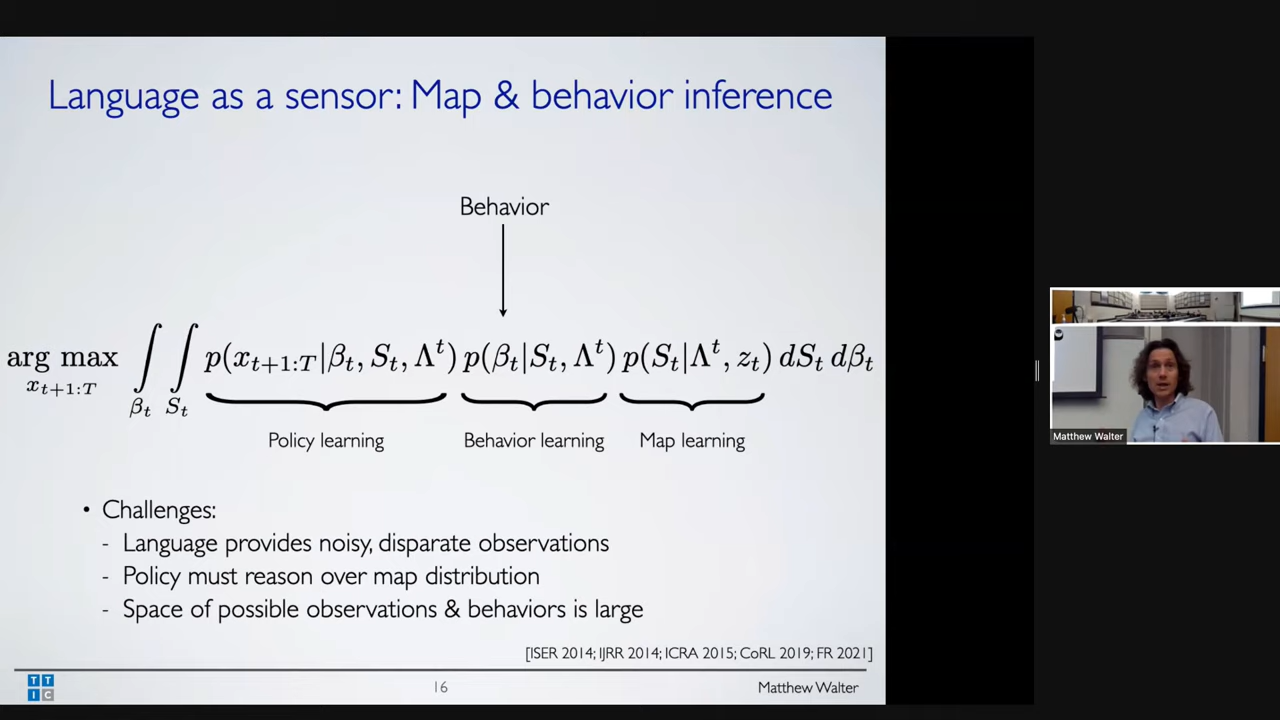 Language as a sensor: Map & behavior inference
Behavior
arg max x_{t+1:T} ∫_{β_t} ∫_{S_t} p(x_{t+1:T}|β_t, S_t, Λ^t) p(β_t|S_t, Λ^t) p(S_t|Λ^t, z_t) dS_t dβ_t
Policy learning Behavior learning Map learning
• Challenges:
- Language provides noisy, disparate observations
- Policy must reason over map distribution
- Space of possible observations & behaviors is large
[ISER 2014; IJRR 2014; ICRA 2015; CoRL 2019; FR 2021]
TTIC
16
Matthew Walter
Matthew Walter